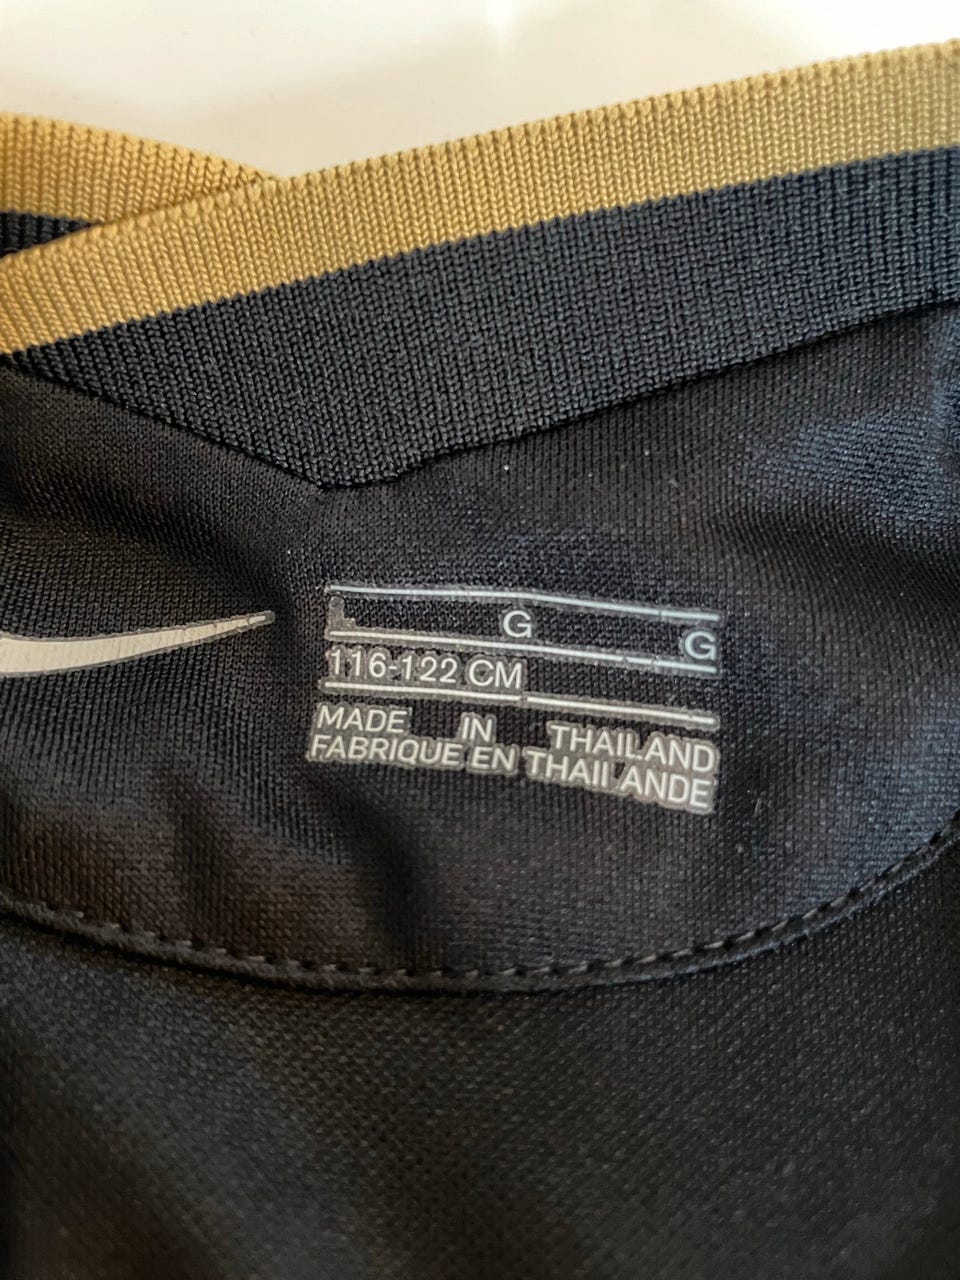 L G G
116-122 CM
MADE IN THAILAND
FABRIQUE EN THAILANDE